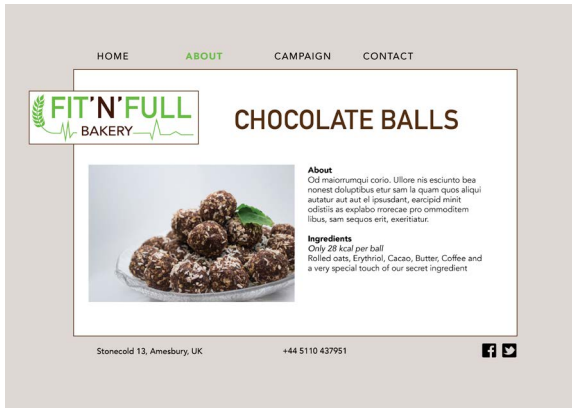 HOME ABOUT CAMPAIGN CONTACT
FIT'N'FULL
BAKERY
CHOCOLATE BALLS
About
Od maiorrumqui corio. Ullore nis esciunto bea
nonest doluptibus etur sam la quam quos aliqui
autatur aut aut el ipsusdant, earcipid minit
odistiis as explabo rrorecae pro ommoditem
libus, sam sequos erit, exeritiatur.
Ingredients
Only 28 kcal per ball
Rolled oats, Erythriol, Cacao, Butter, Coffee and
a very special touch of our secret ingredient
Stonecold 13, Amesbury, UK +44 5110 437951